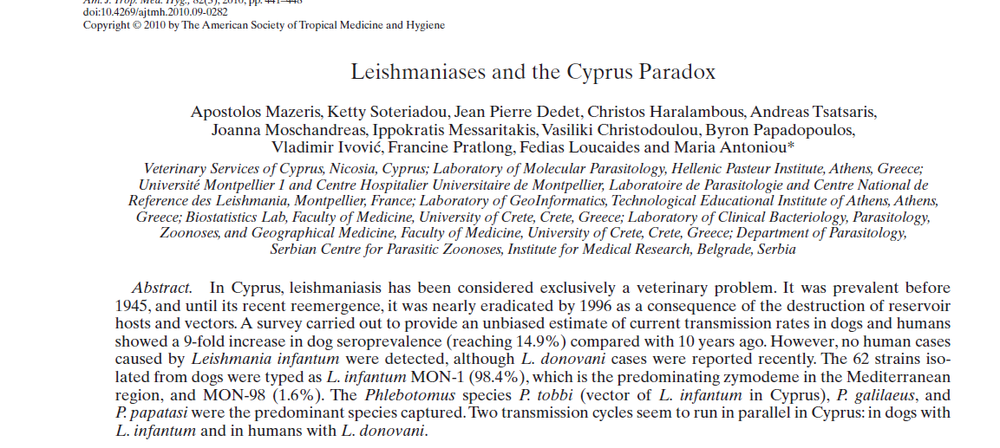 Am. J. Trop. Med. Hyg., 82(3), 2010, pp. 441–448
doi:10.4269/ajtmh.2010.09-0282
Copyright © 2010 by The American Society of Tropical Medicine and Hygiene
Leishmaniases and the Cyprus Paradox
Apostolos Mazeris, Ketty Soteriadou, Jean Pierre Dedet, Christos Haralambous, Andreas Tsatsaris,
Joanna Moschandreas, Ippokratis Messaritakis, Vasiliki Christodoulou, Byron Papadopoulos,
Vladimir Ivović, Francine Pratlong, Fedias Loucaides and Maria Antoniou*
Veterinary Services of Cyprus, Nicosia, Cyprus; Laboratory of Molecular Parasitology, Hellenic Pasteur Institute, Athens, Greece;
Université Montpellier 1 and Centre Hospitalier Universitaire de Montpellier, Laboratoire de Parasitologie and Centre National de
Reference des Leishmania, Montpellier, France; Laboratory of GeoInformatics, Technological Educational Institute of Athens, Athens,
Greece; Biostatistics Lab, Faculty of Medicine, University of Crete, Crete, Greece; Laboratory of Clinical Bacteriology, Parasitology,
Zoonoses, and Geographical Medicine, Faculty of Medicine, University of Crete, Crete, Greece; Department of Parasitology,
Serbian Centre for Parasitic Zoonoses, Institute for Medical Research, Belgrade, Serbia
Abstract. In Cyprus, leishmaniasis has been considered exclusively a veterinary problem. It was prevalent before
1945, and until its recent reemergence, it was nearly eradicated by 1996 as a consequence of the destruction of reservoir
hosts and vectors. A survey carried out to provide an unbiased estimate of current transmission rates in dogs and humans
showed a 9-fold increase in dog seroprevalence (reaching 14.9%) compared with 10 years ago. However, no human cases
caused by Leishmania infantum were detected, although L. donovani cases were reported recently. The 62 strains iso-
lated from dogs were typed as L. infantum MON-1 (98.4%), which is the predominating zymodeme in the Mediterranean
region, and MON-98 (1.6%). The Phlebotomus species P. tobbi (vector of L. infantum in Cyprus), P. galilaeus, and
P. papatasi were the predominant species captured. Two transmission cycles seem to run in parallel in Cyprus: in dogs with
L. infantum and in humans with L. donovani.